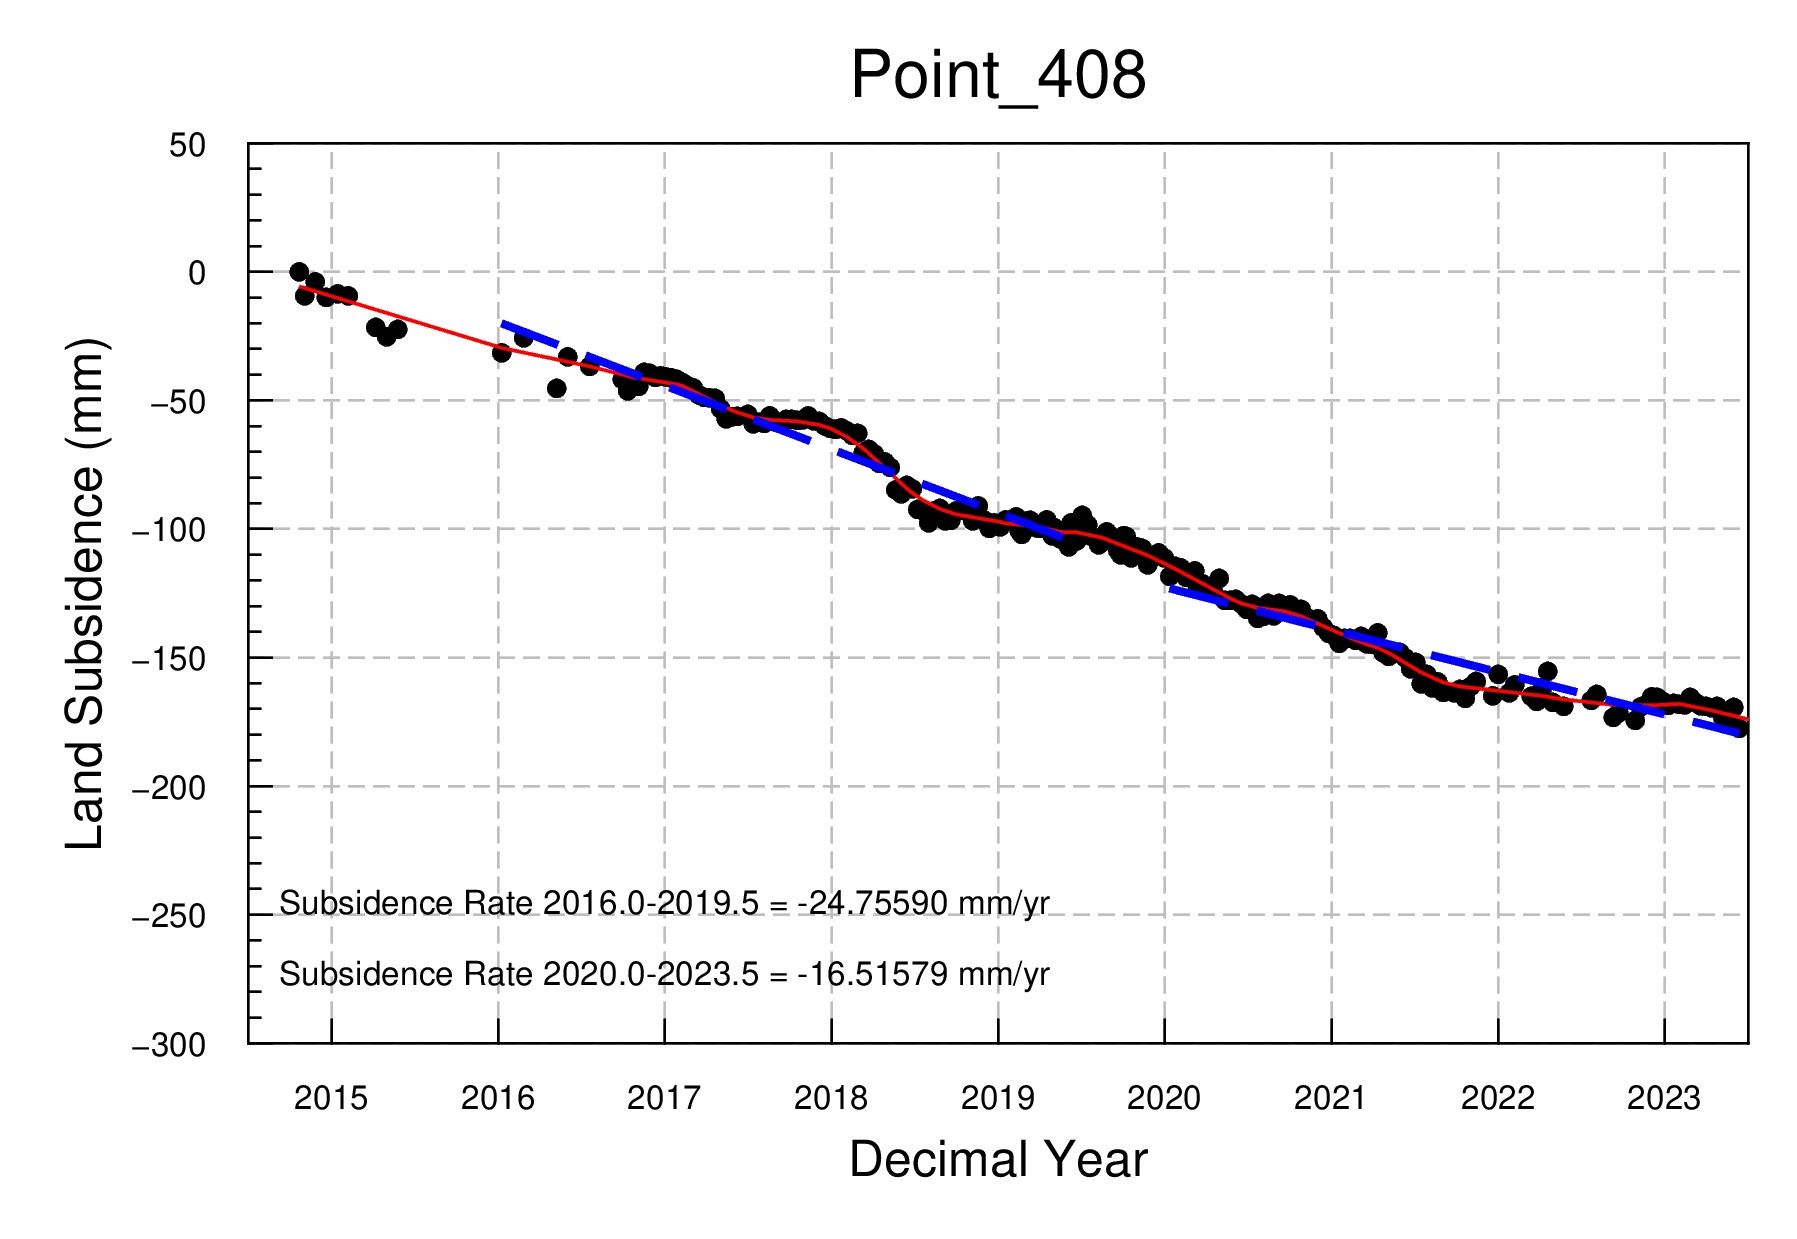 Point_408
Land Subsidence (mm)
50
0
−50
−100
−150
−200
−250
−300
Subsidence Rate 2016.0-2019.5 = -24.75590 mm/yr
Subsidence Rate 2020.0-2023.5 = -16.51579 mm/yr
2015 2016 2017 2018 2019 2020 2021 2022 2023
Decimal Year